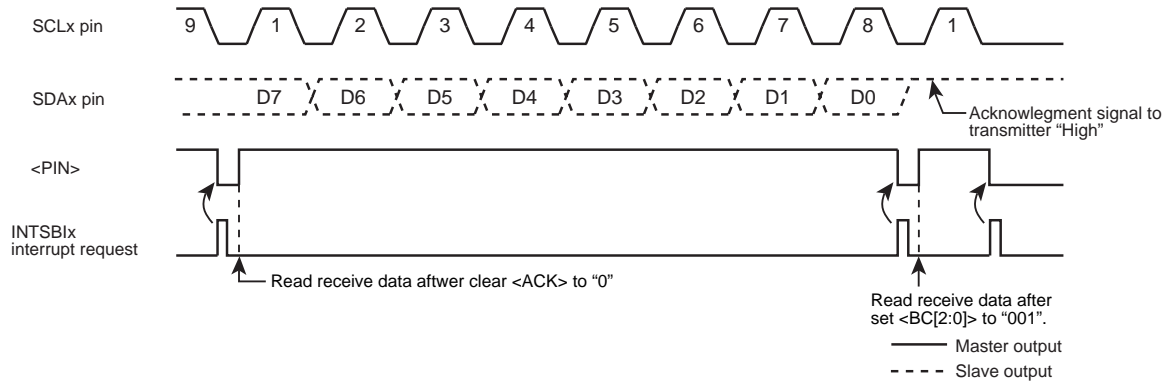 SCLx pin
9 1 2 3 4 5 6 7 8 1
SDAx pin
D7 D6 D5 D4 D3 D2 D1 D0
Acknowlegment signal to
transmitter “High”
<PIN>
INTSBIx
interrupt request
Read receive data aftwer clear <ACK> to “0”
Read receive data after
set <BC[2:0]> to “001”.
Master output
Slave output